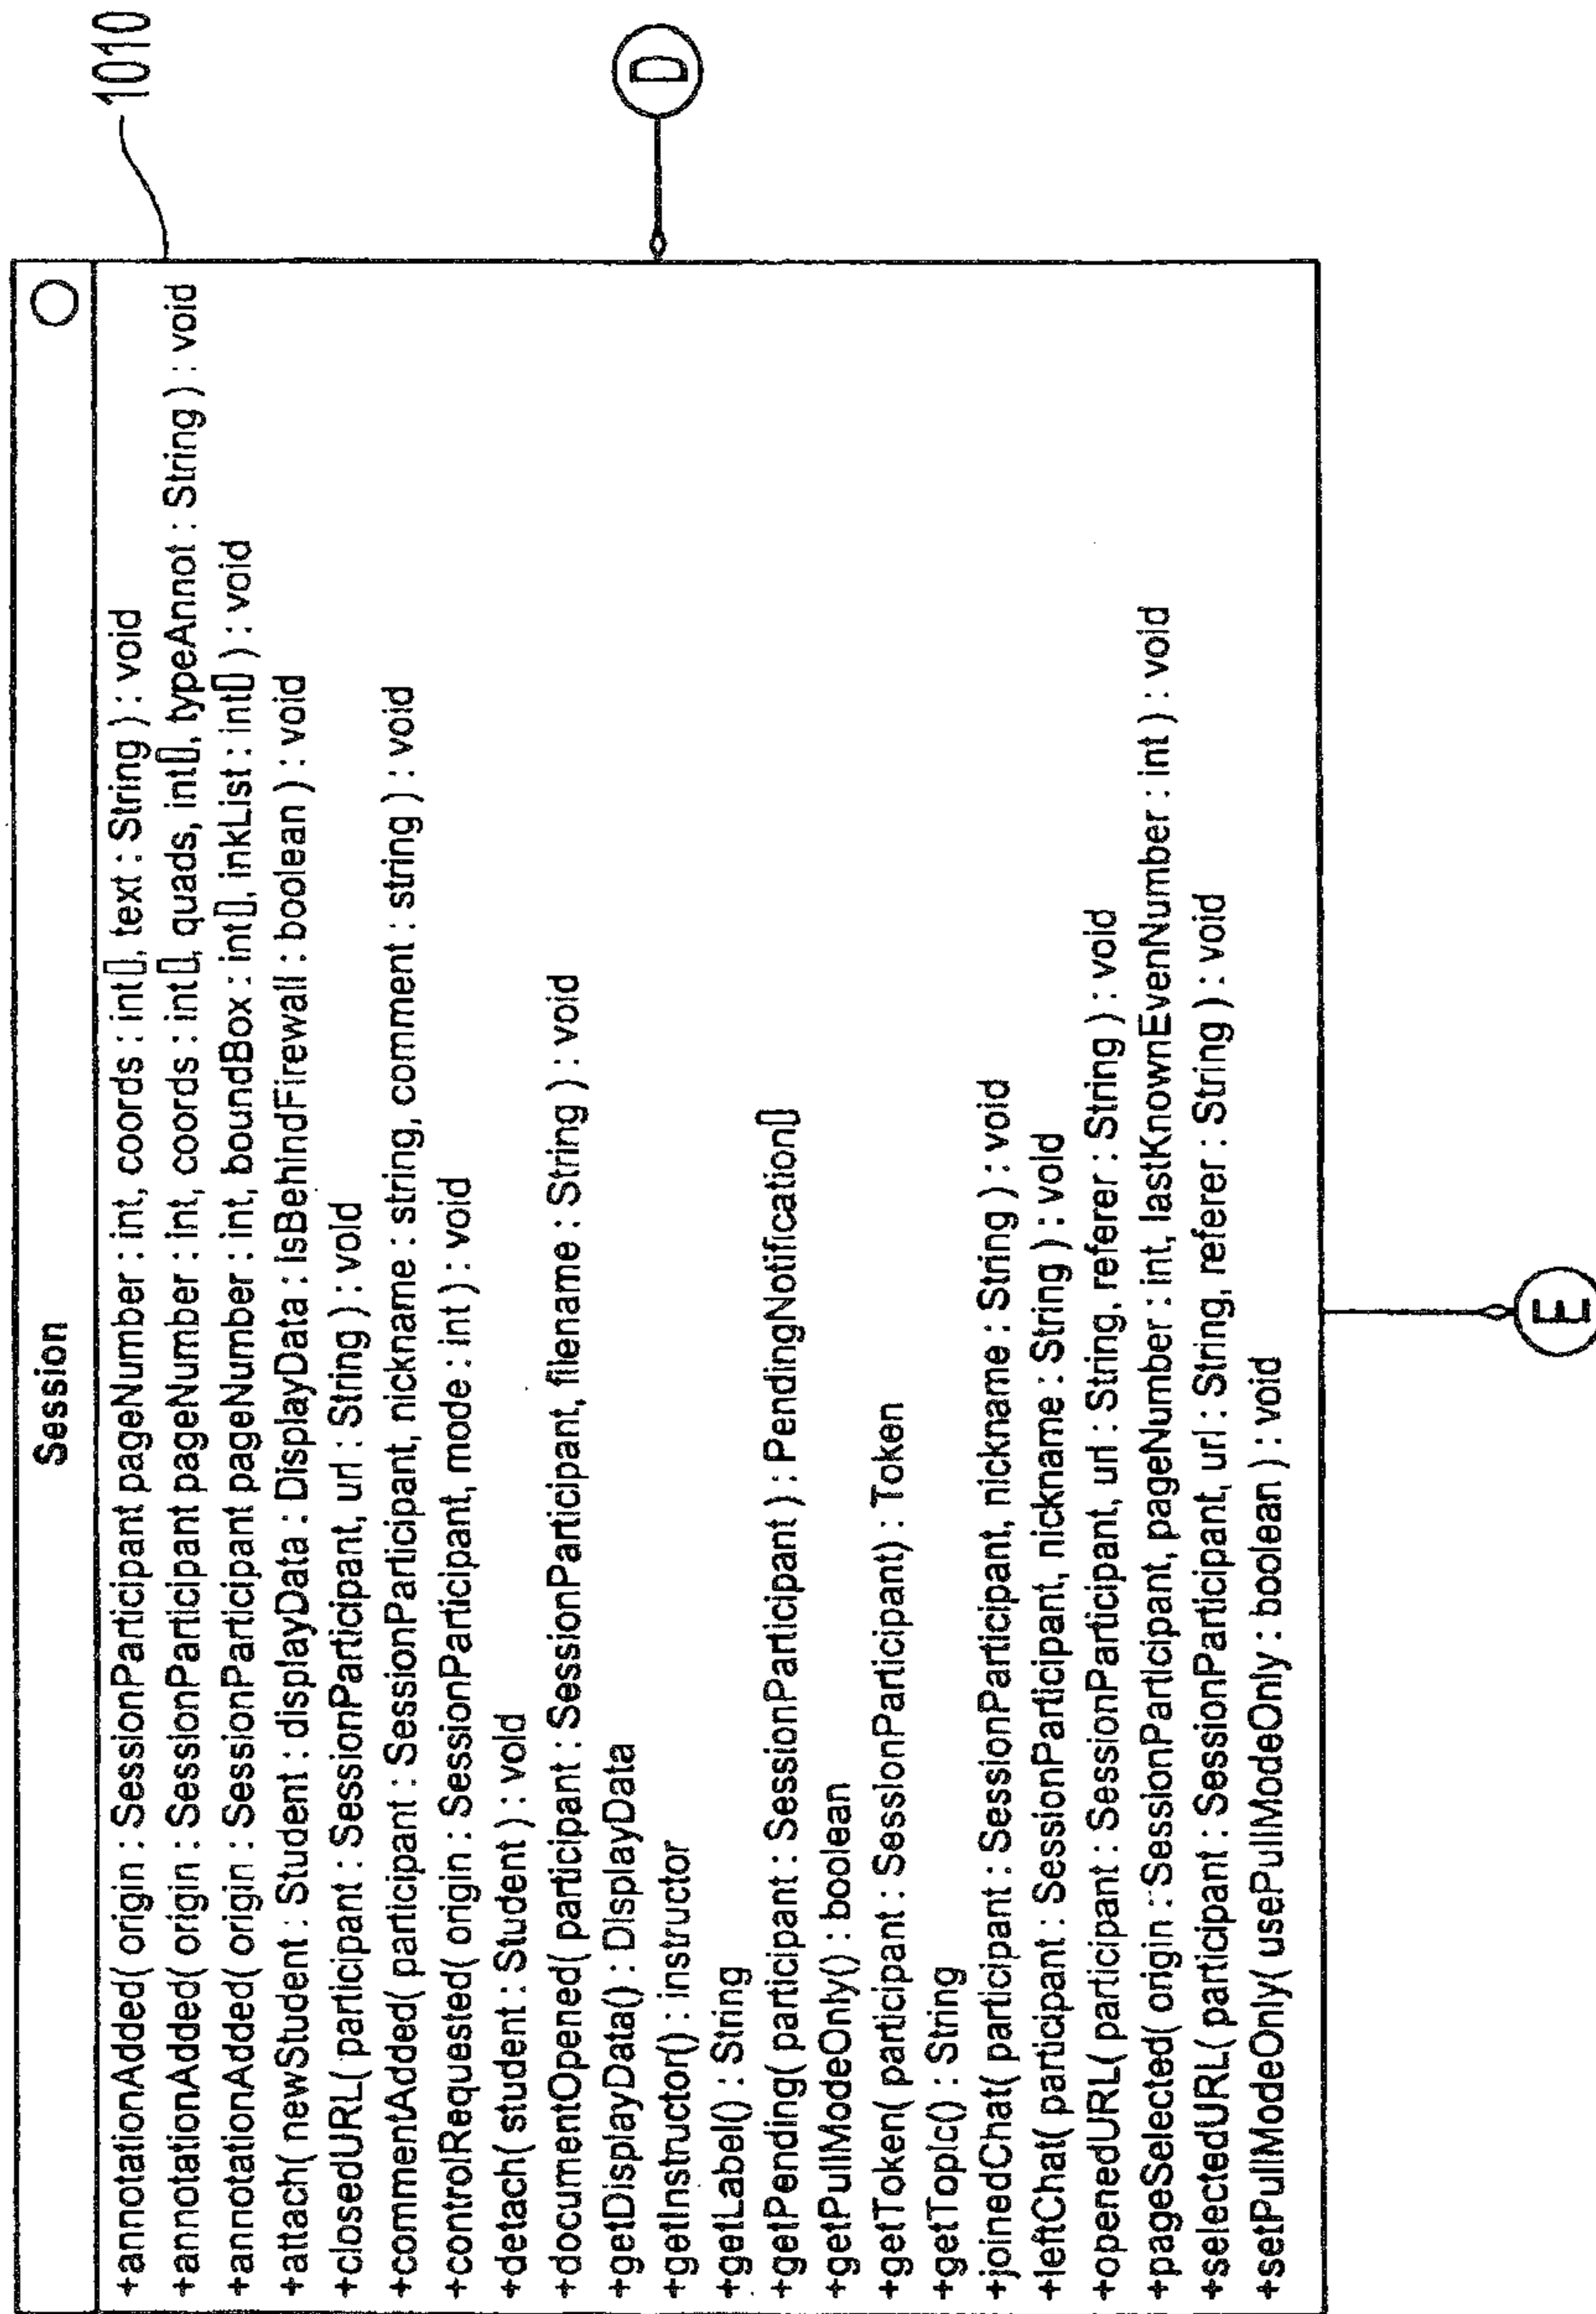 Session
1010
+annotationAdded( origin : SessionParticipant pageNumber : int, coords : int[], text : String ) : void
+annotationAdded( origin : SessionParticipant pageNumber : int, coords : int[], quads, int[], typeAnnot : String ) : void
+annotationAdded( origin : SessionParticipant pageNumber : int, boundBox : int[], inkList : int[] ) : void
+attach( newStudent : Student : displayData : DisplayData : isBehindFirewall : boolean ) : void
+closedURL( participant : SessionParticipant, url : String ) : void
+commentAdded( participant : SessionParticipant, nickname : string, comment : string ) : void
+controlRequested( origin : SessionParticipant, mode : int ) : void
+detach( student : Student ) : void
+documentOpened( participant : SessionParticipant, filename : String ) : void
+getDisplayData() : DisplayData
+getInstructor() : instructor
+getLabel() : String
+getPending( participant : SessionParticipant ) : PendingNotification[]
+getPullModeOnly() : boolean
+getToken( participant : SessionParticipant) : Token
+getTopic() : String
+joinedChat( participant : SessionParticipant, nickname : String ) : void
+leftChat( participant : SessionParticipant, nickname : String ) : void
+openedURL( participant : SessionParticipant, url : String, referer : String ) : void
+pageSelected( origin : SessionParticipant, pageNumber : int, lastKnownEvenNumber : int ) : void
+selectedURL( participant : SessionParticipant, url : String, referer : String ) : void
+setPullModeOnly( usePullModeOnly : boolean ) : void
D
E